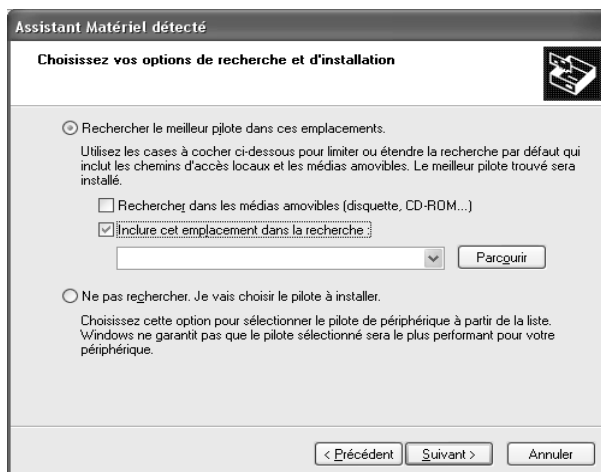 Assistant Matériel détecté
Choisissez vos options de recherche et d'installation
Rechercher le meilleur pilote dans ces emplacements.
Utilisez les cases à cocher ci-dessous pour limiter ou étendre la recherche par défaut qui
inclut les chemins d'accès locaux et les médias amovibles. Le meilleur pilote trouvé sera
installé.
Rechercher dans les médias amovibles (disquette, CD-ROM...)
Inclure cet emplacement dans la recherche :
Parcourir
Ne pas rechercher. Je vais choisir le pilote à installer.
Choisissez cette option pour sélectionner le pilote de périphérique à partir de la liste.
Windows ne garantit pas que le pilote sélectionné sera le plus performant pour votre
périphérique.
< Précédent Suivant > Annuler